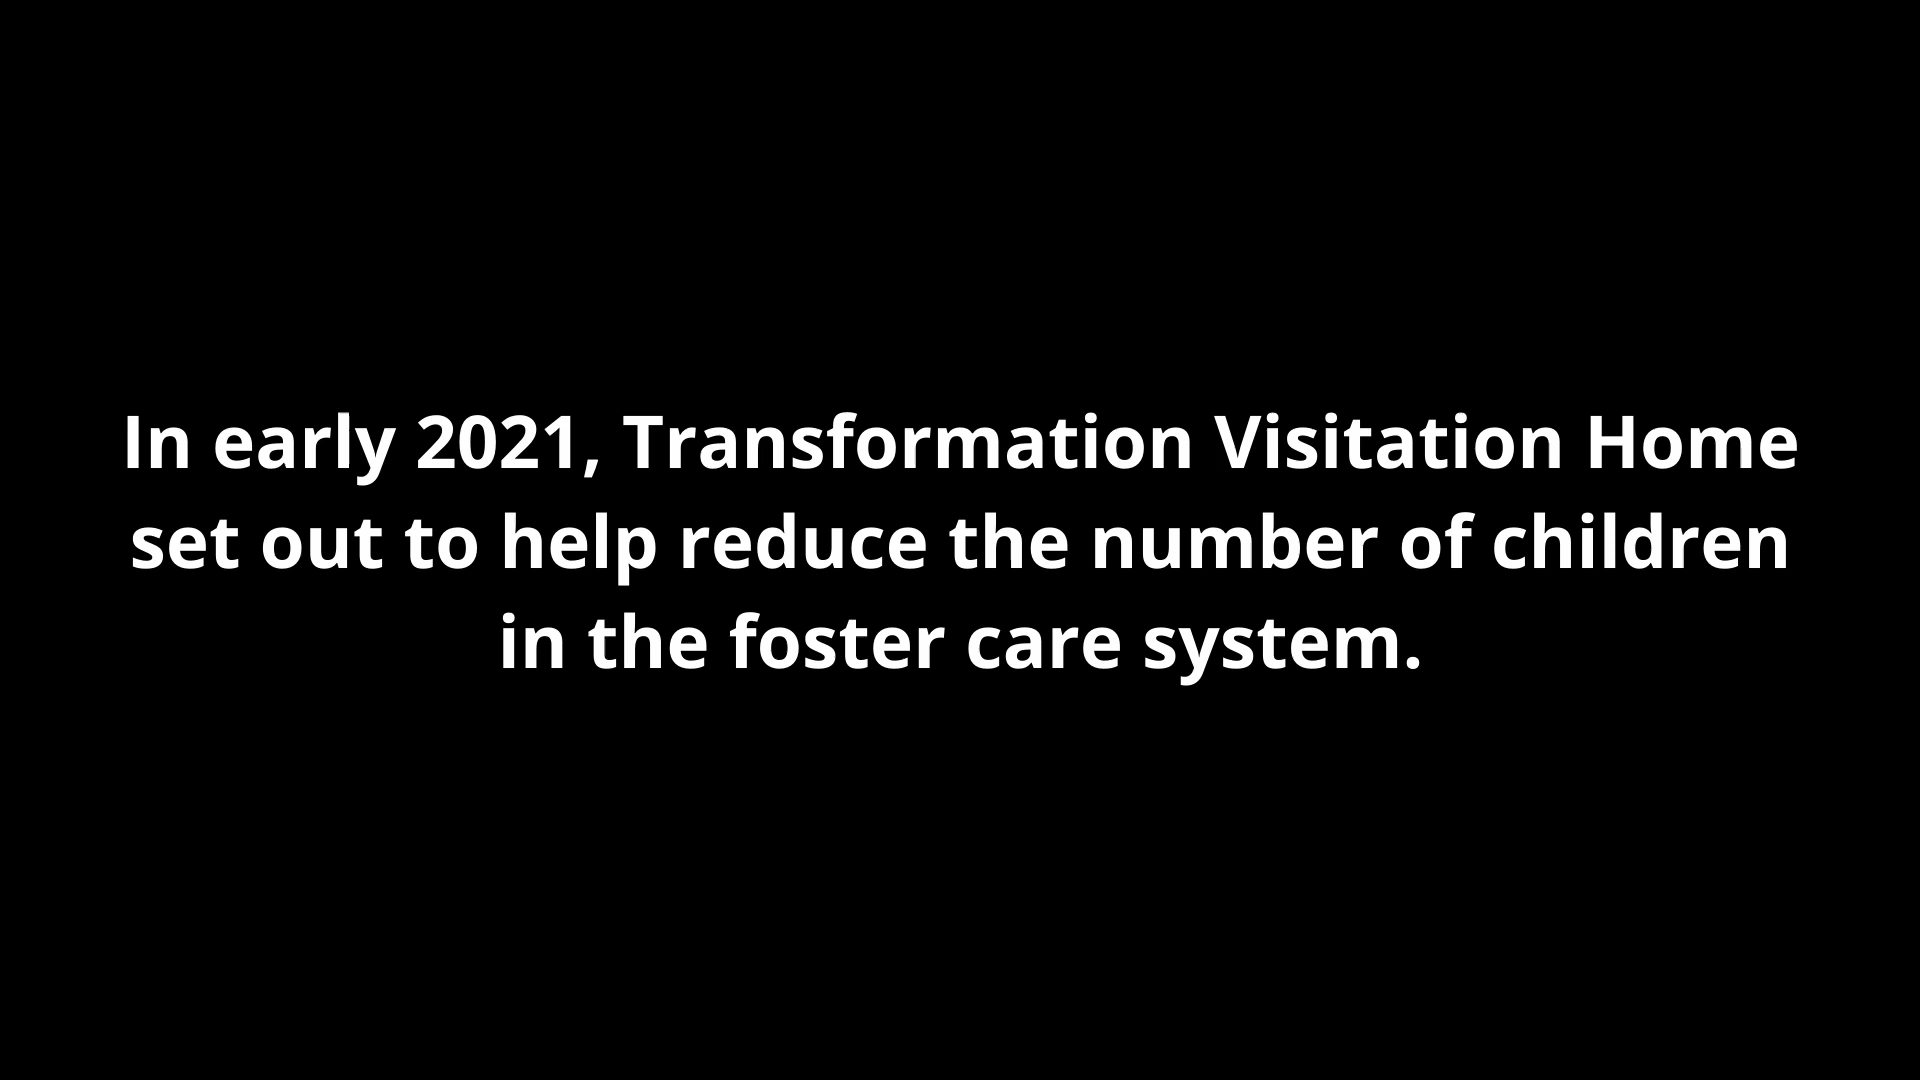 In early 2021, Transformation Visitation Home
set out to help reduce the number of children
in the foster care system.